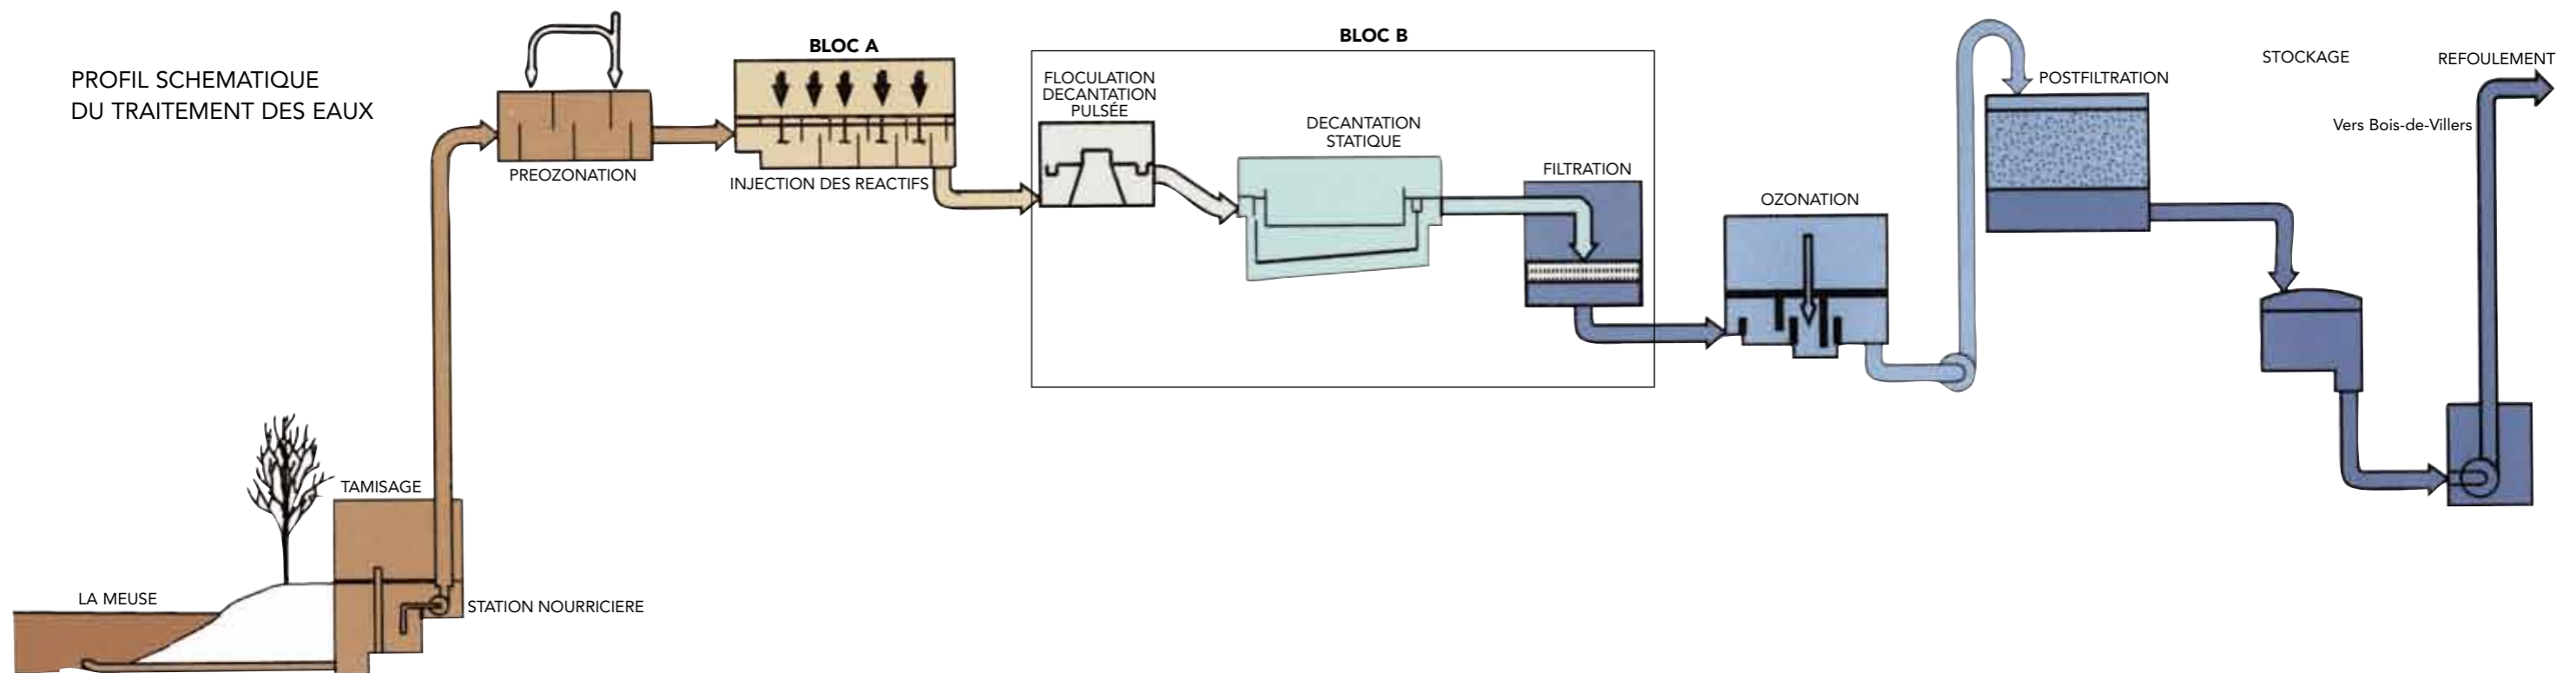 PROFIL SCHEMATIQUE
DU TRAITEMENT DES EAUX
LA MEUSE
TAMISAGE
STATION NOURRICIERE
PREOZONATION
BLOC A
INJECTION DES REACTIFS
BLOC B
FLOCULATION
DECANTATION
PULSÉE
DECANTATION
STATIQUE
FILTRATION
OZONATION
POSTFILTRATION
STOCKAGE
REFOULEMENT
Vers Bois-de-Villers